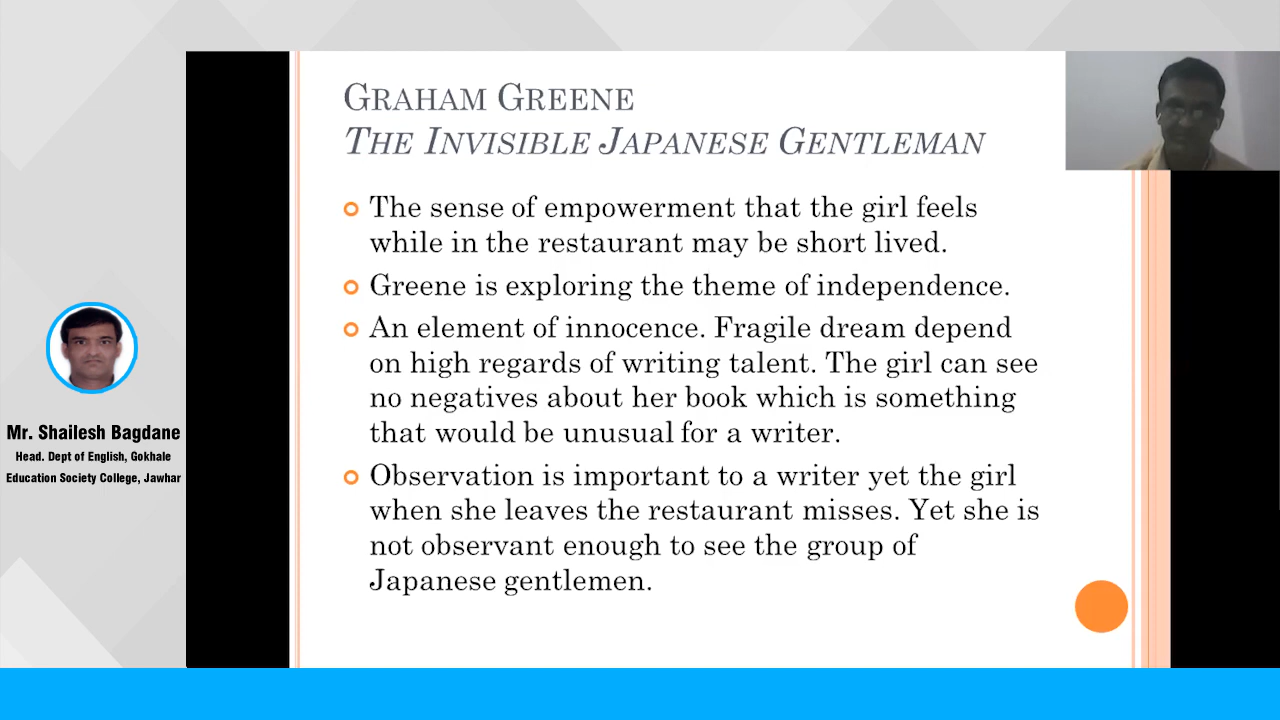 GRAHAM GREENE
THE INVISIBLE JAPANESE GENTLEMAN
The sense of empowerment that the girl feels
while in the restaurant may be short lived.
Greene is exploring the theme of independence.
An element of innocence. Fragile dream depend
on high regards of writing talent. The girl can see
no negatives about her book which is something
that would be unusual for a writer.
Observation is important to a writer yet the girl
when she leaves the restaurant misses. Yet she is
not observant enough to see the group of
Japanese gentlemen.
Mr. Shailesh Bagdane
Head. Dept of English, Gokhale
Education Society College, Jawhar